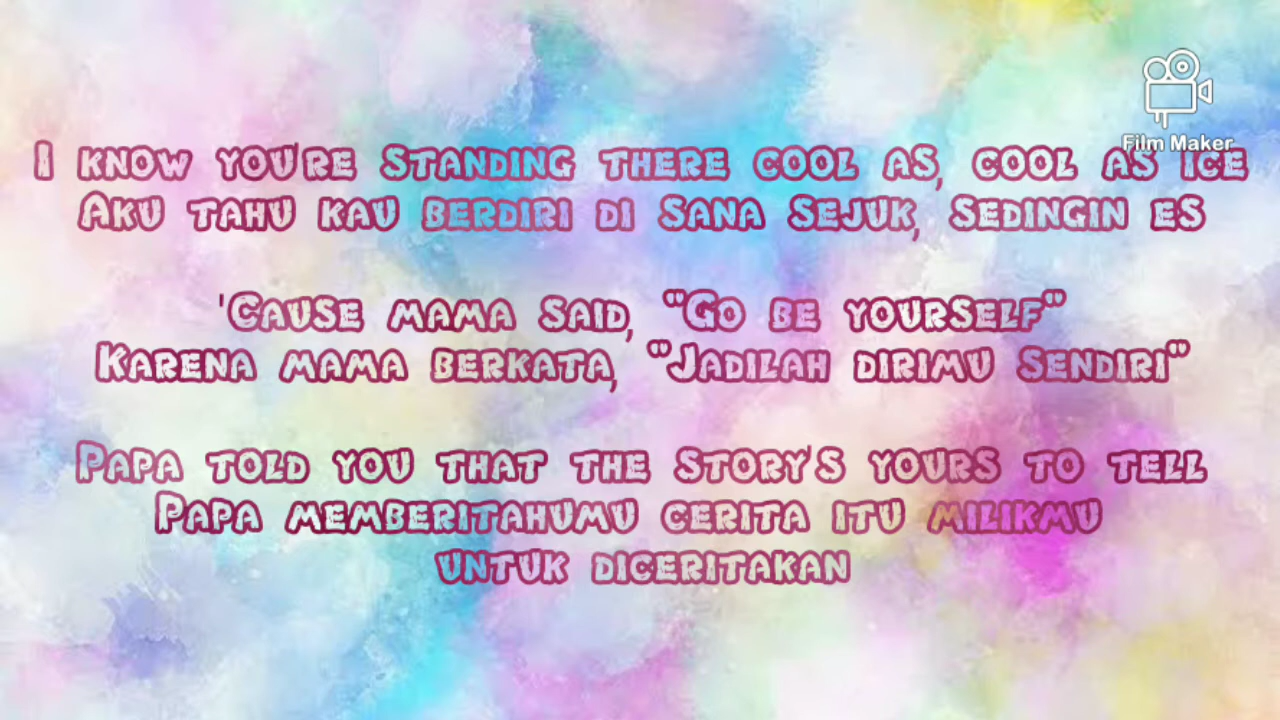 Film Maker
I know you're standing there cool as, cool as ice
Aku tahu kau berdiri di sana sejuk, sedingin es
'Cause mama said, "Go be yourself"
Karena mama berkata, "Jadilah dirimu sendiri"
Papa told you that the story's yours to tell
Papa memberitahumu cerita itu milikmu
untuk diceritakan